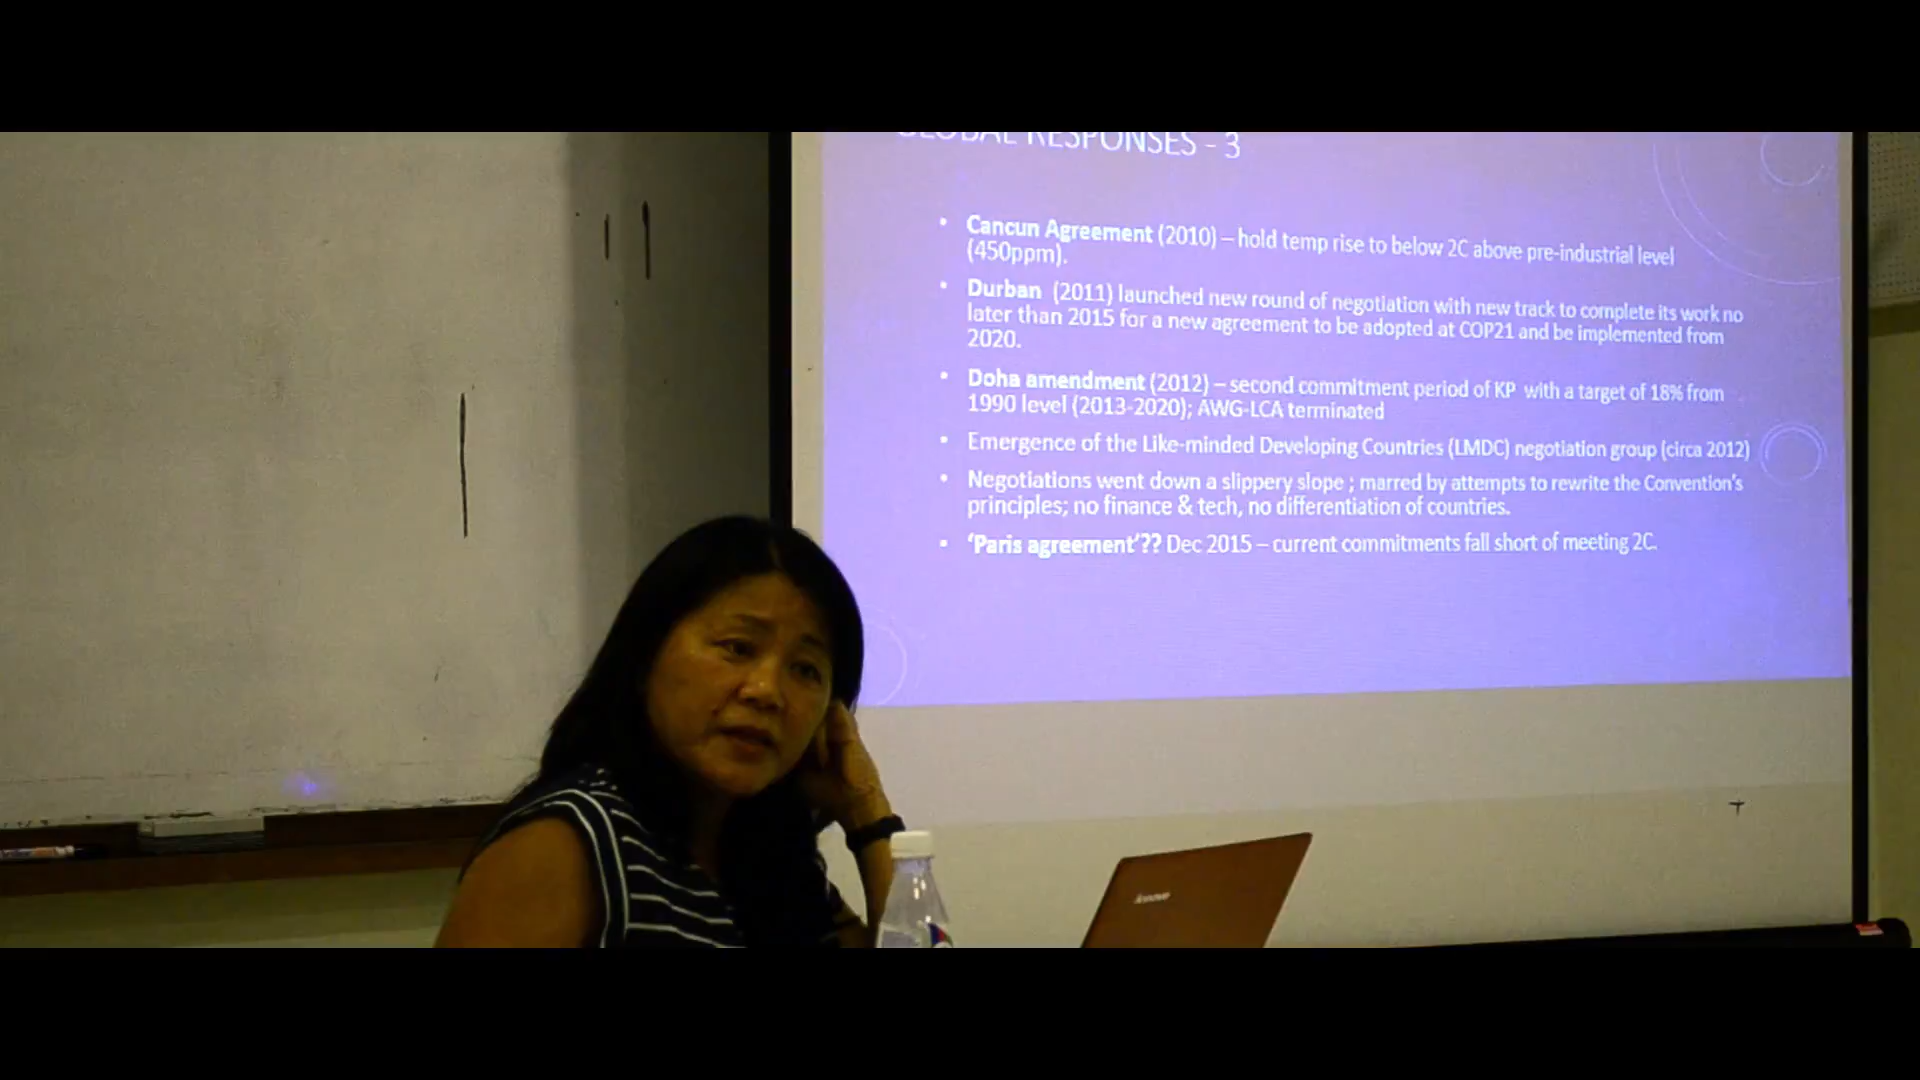 GLOBAL RESPONSES - 3
• Cancun Agreement (2010) – hold temp rise to below 2C above pre-industrial level
(450ppm).
• Durban (2011) launched new round of negotiation with new track to complete its work no
later than 2015 for a new agreement to be adopted at COP21 and be implemented from
2020.
• Doha amendment (2012) – second commitment period of KP with a target of 18% from
1990 level (2013-2020); AWG-LCA terminated
• Emergence of the Like-minded Developing Countries (LMDC) negotiation group (circa 2012)
• Negotiations went down a slippery slope ; marred by attempts to rewrite the Convention's
principles; no finance & tech, no differentiation of countries.
• 'Paris agreement'?? Dec 2015 – current commitments fall short of meeting 2C.
lenovo